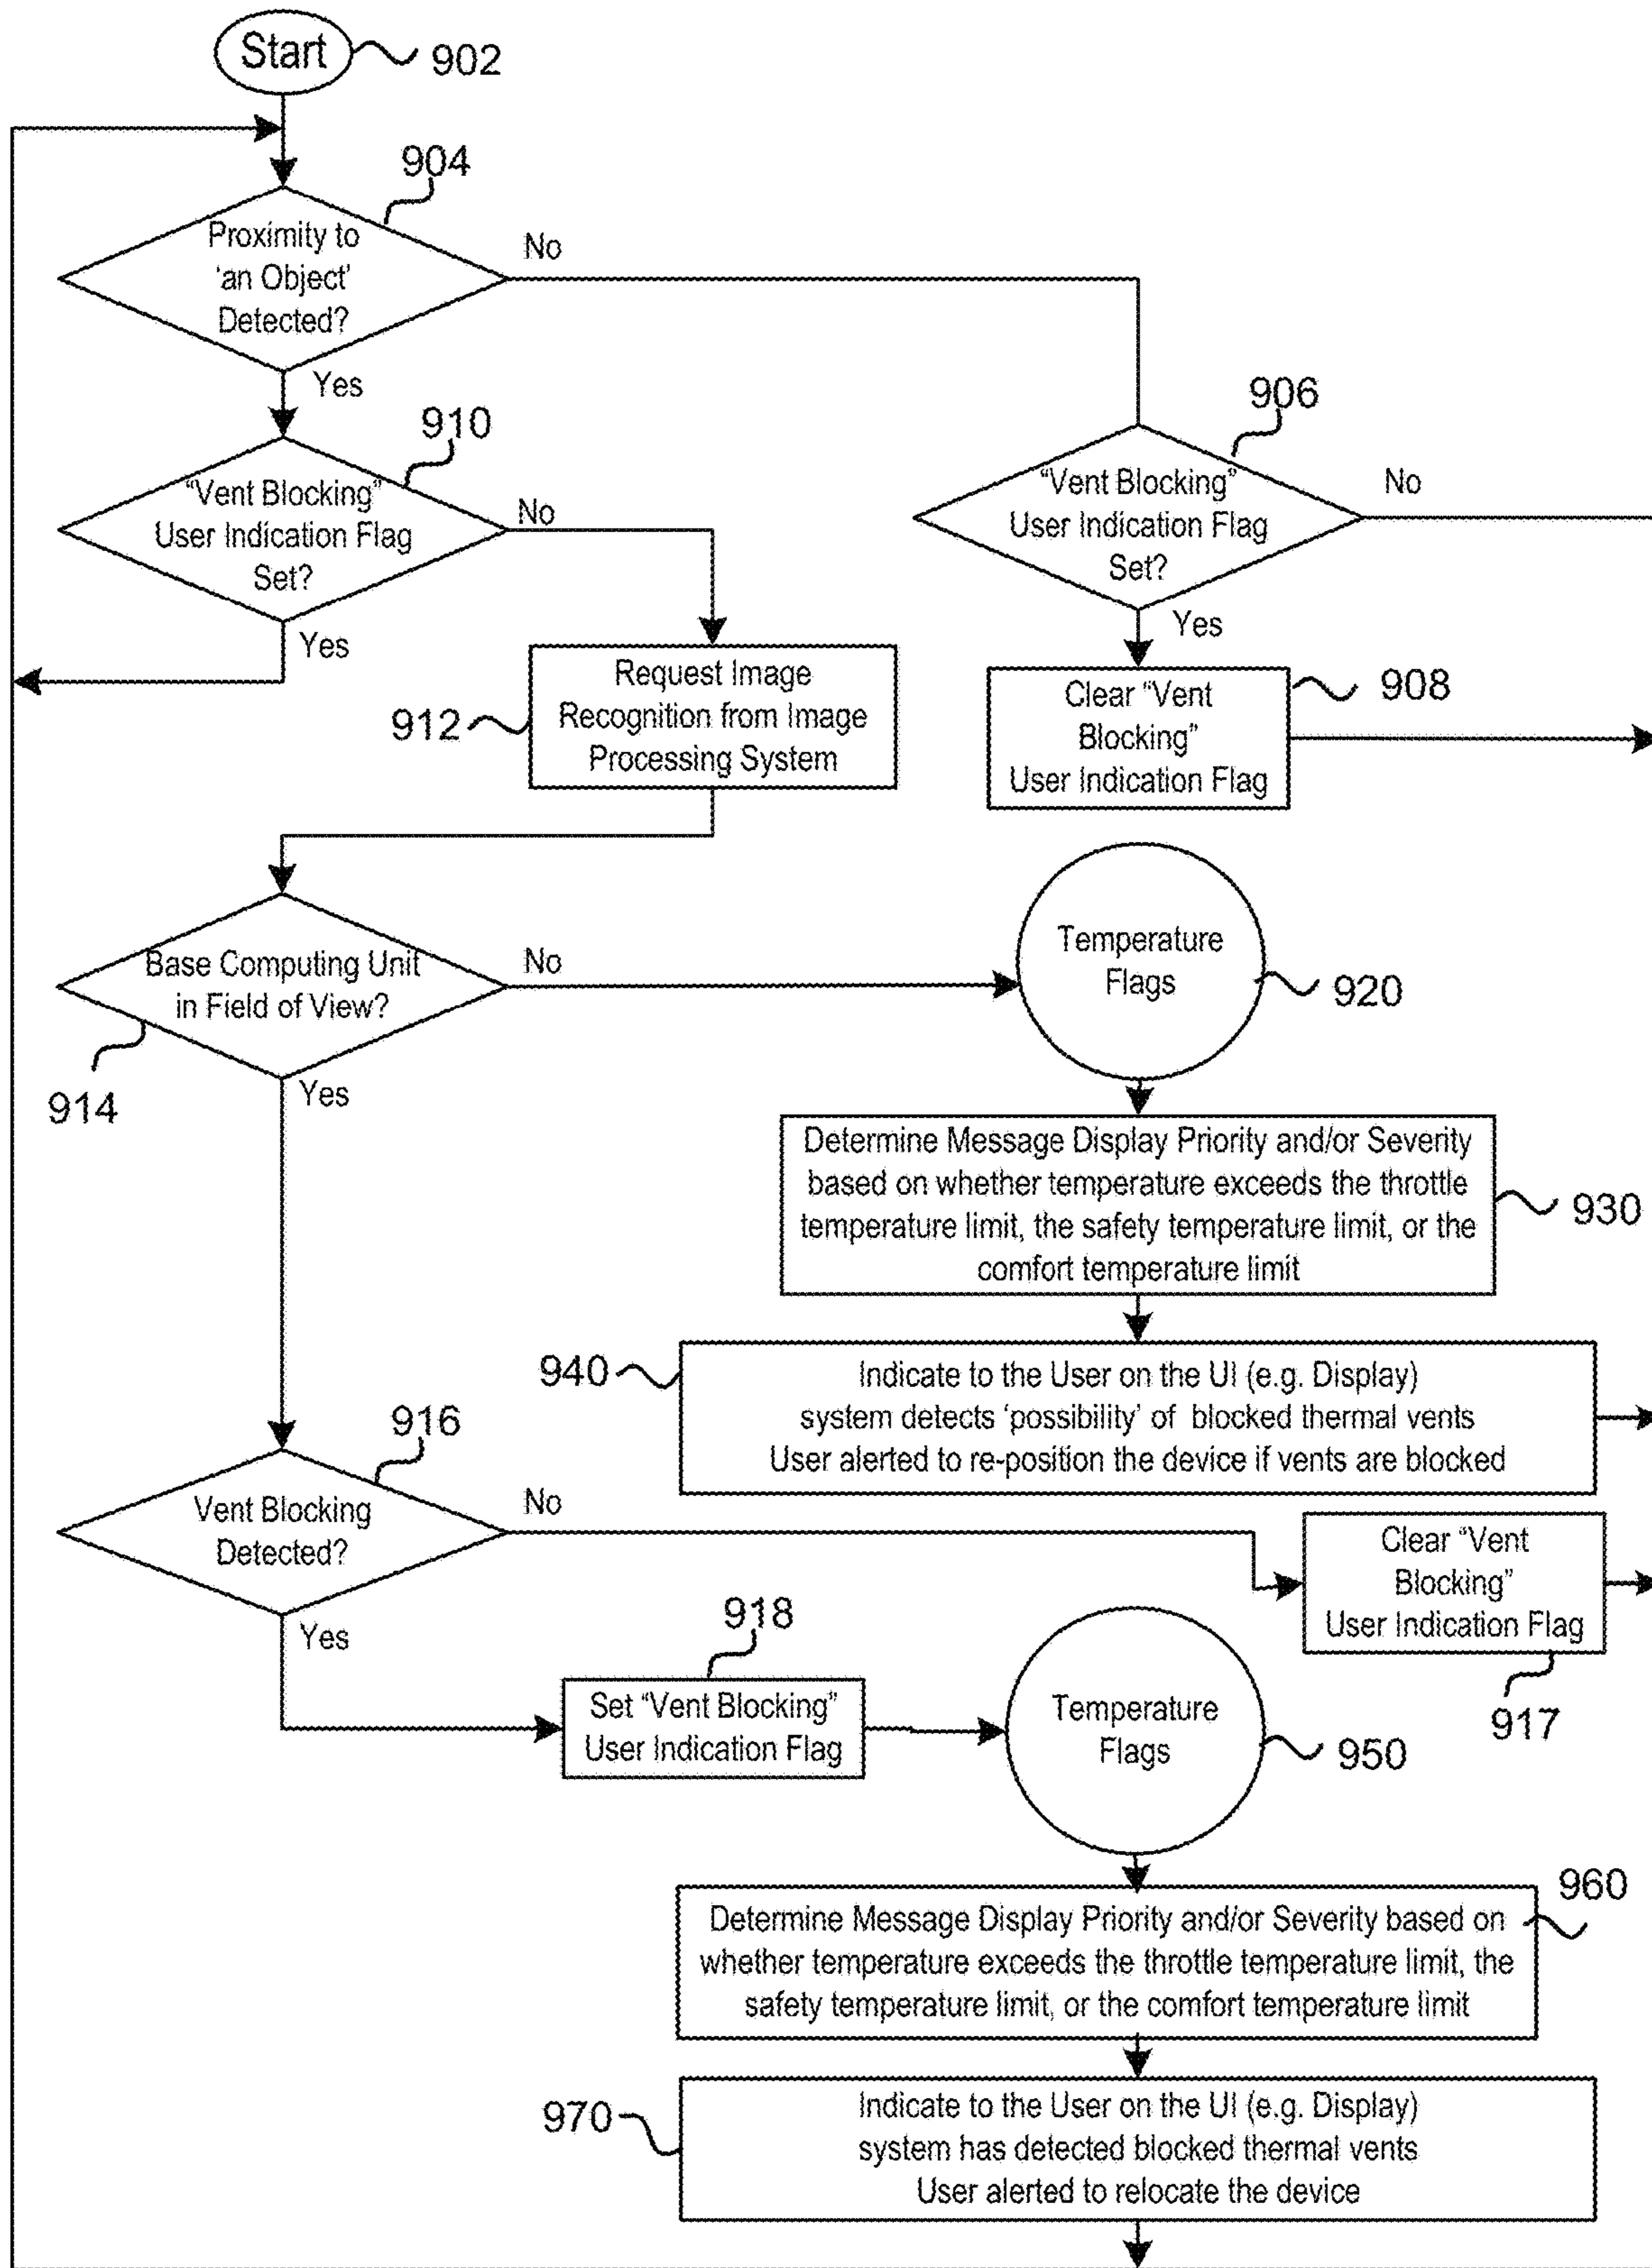 Start
902
904
Proximity to
'an Object'
Detected?
No
Yes
910
"Vent Blocking"
User Indication Flag
Set?
No
Yes
906
"Vent Blocking"
User Indication Flag
Set?
No
Yes
912
Request Image
Recognition from Image
Processing System
Clear "Vent
Blocking"
User Indication Flag
908
Base Computing Unit
in Field of View?
No
914
Yes
Temperature
Flags
920
Determine Message Display Priority and/or Severity
based on whether temperature exceeds the throttle
temperature limit, the safety temperature limit, or the
comfort temperature limit
930
940
Indicate to the User on the UI (e.g. Display)
system detects 'possibility' of blocked thermal vents
User alerted to re-position the device if vents are blocked
916
Vent Blocking
Detected?
No
Yes
Clear "Vent
Blocking"
User Indication Flag
917
918
Set "Vent Blocking"
User Indication Flag
Temperature
Flags
950
960
Determine Message Display Priority and/or Severity based on
whether temperature exceeds the throttle temperature limit, the
safety temperature limit, or the comfort temperature limit
970
Indicate to the User on the UI (e.g. Display)
system has detected blocked thermal vents
User alerted to relocate the device